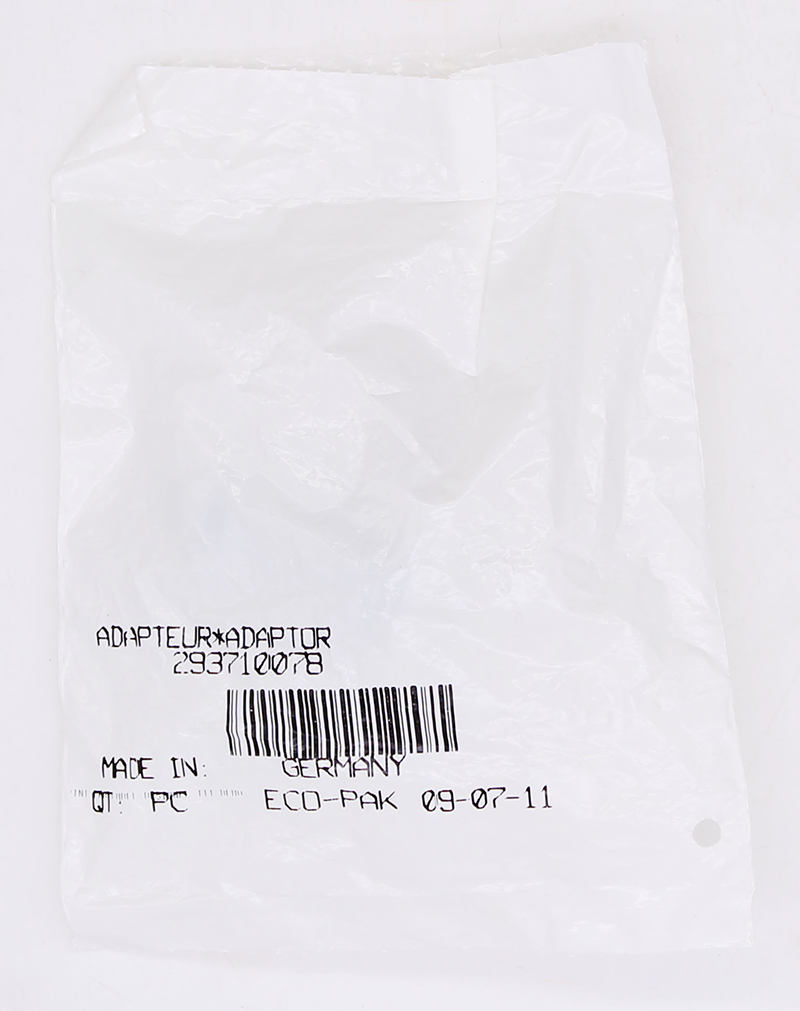 ADAPTEUR*ADAPTOR
293710078
MADE IN: GERMANY
QT: PC ECO-PAK 09-07-11